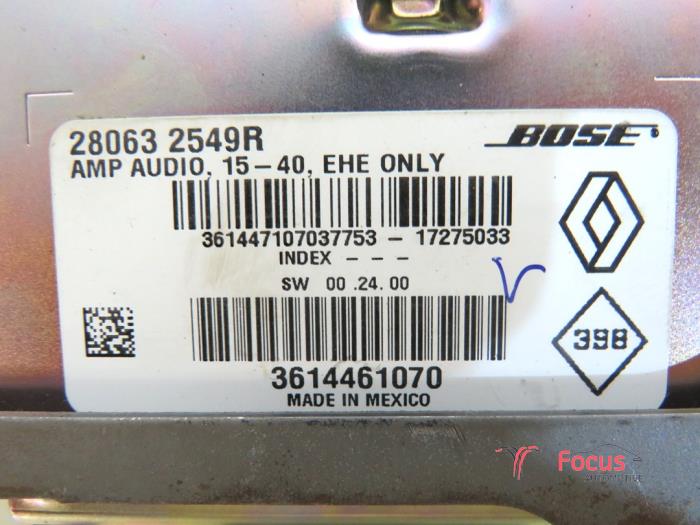 28063 2549R
BOSE
AMP AUDIO, 15-40, EHE ONLY
361447107037753 - 17275033
INDEX - - -
SW 00 .24. 00
398
3614461070
MADE IN MEXICO
Focus
AUTOMOTIVE